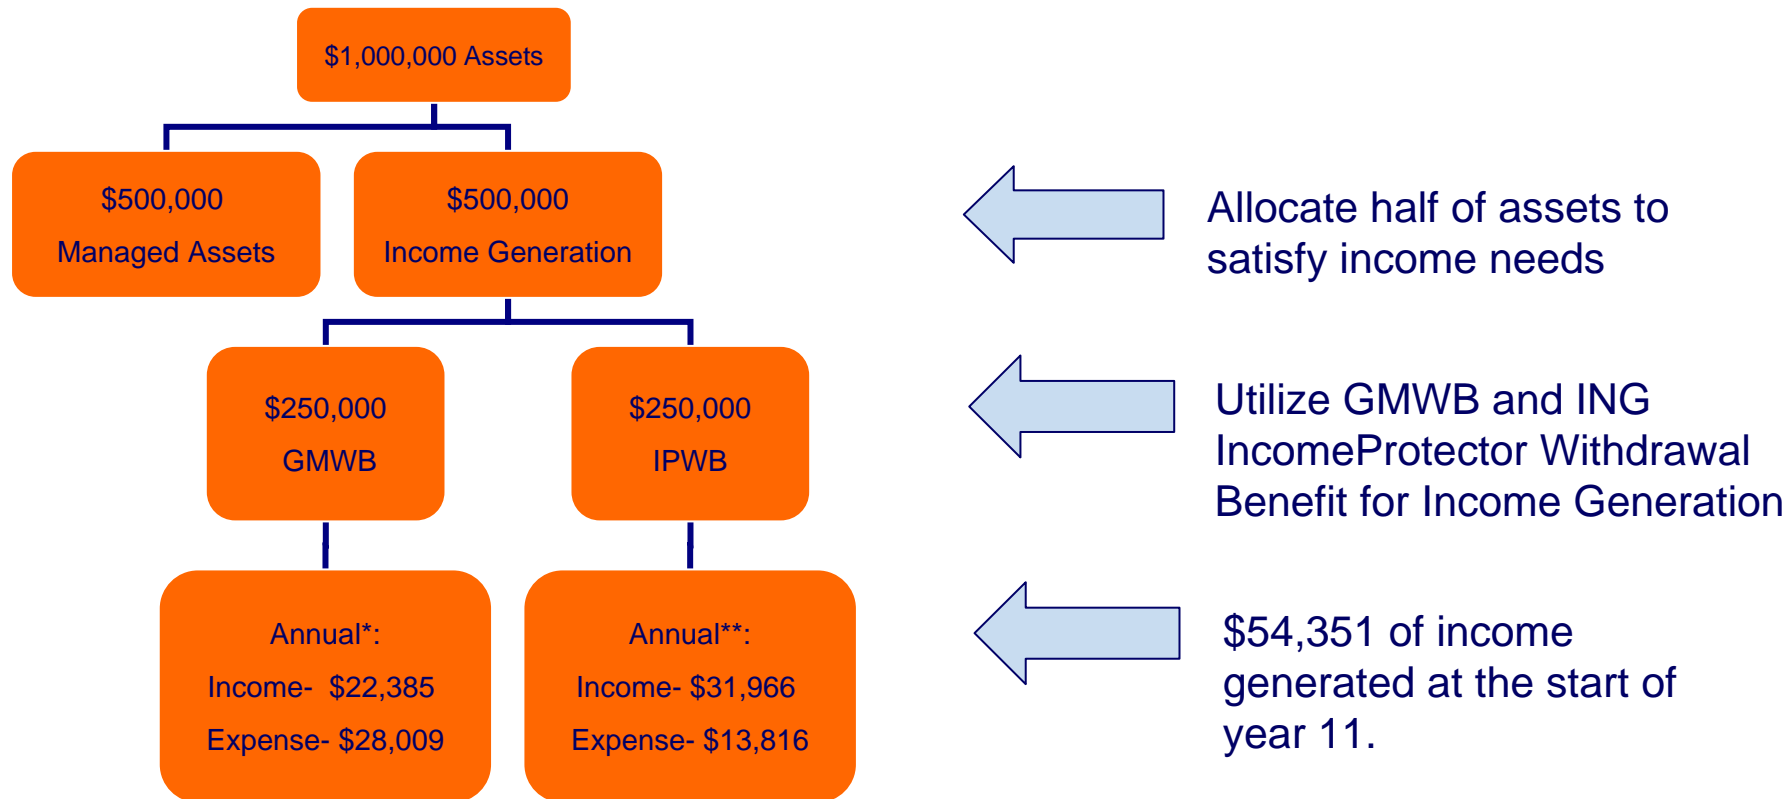 $1,000,000 Assets
$500,000
Managed Assets
$500,000
Income Generation
Allocate half of assets to
satisfy income needs
$250,000
GMWB
$250,000
IPWB
Utilize GMWB and ING
IncomeProtector Withdrawal
Benefit for Income Generation
Annual*:
Income- $22,385
Expense- $28,009
Annual**:
Income- $31,966
Expense- $13,816
$54,351 of income
generated at the start of
year 11.